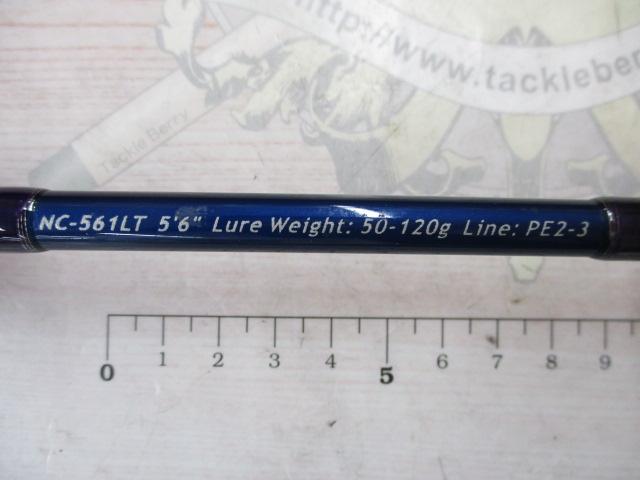 http://www.tackleber
Tackle Berry
NC-561LT 5'6" Lure Weight: 50-120g Line: PE2-3
0 1 2 3 4 5 6 7 8 9